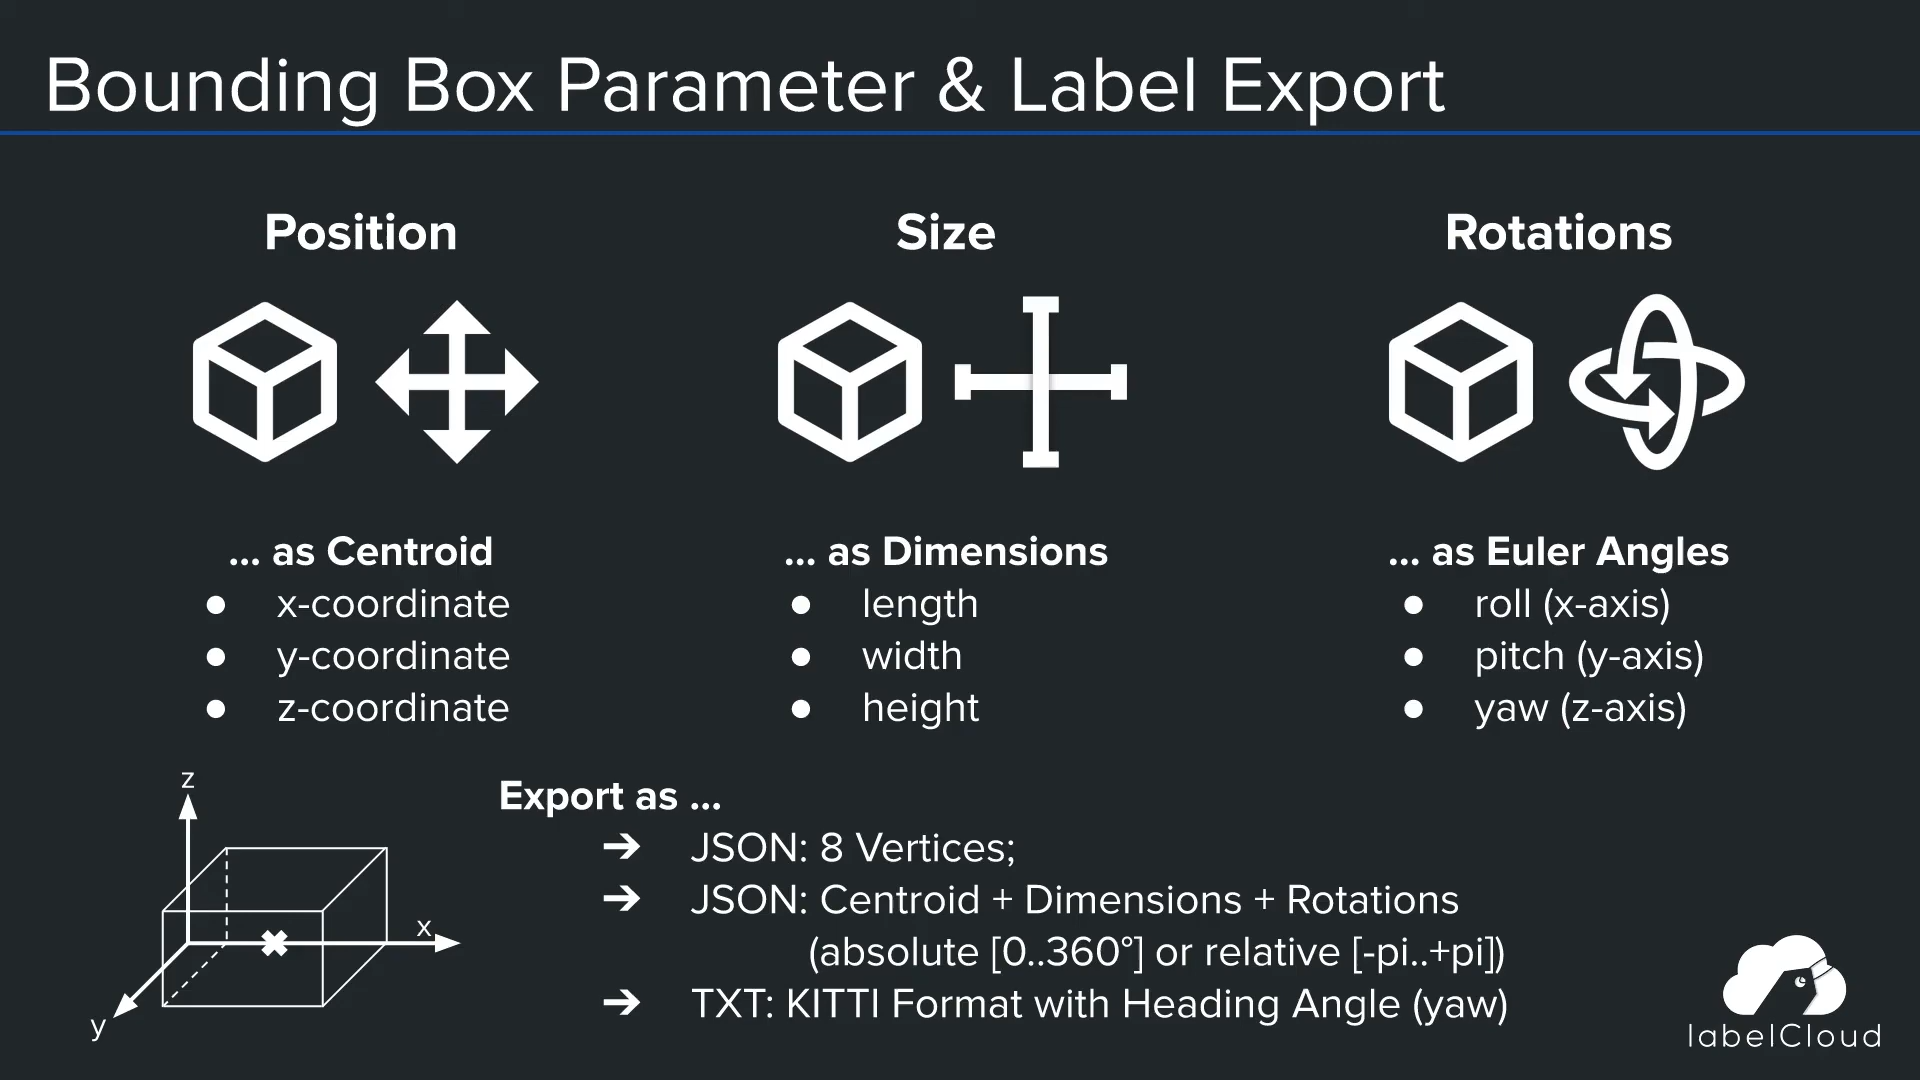 Bounding Box Parameter & Label Export
Position
Size
Rotations
... as Centroid
● x-coordinate
● y-coordinate
● z-coordinate
... as Dimensions
● length
● width
● height
... as Euler Angles
● roll (x-axis)
● pitch (y-axis)
● yaw (z-axis)
z
x
y
Export as ...
➔ JSON: 8 Vertices;
➔ JSON: Centroid + Dimensions + Rotations
(absolute [0..360°] or relative [-pi..+pi])
➔ TXT: KITTI Format with Heading Angle (yaw)
labelCloud